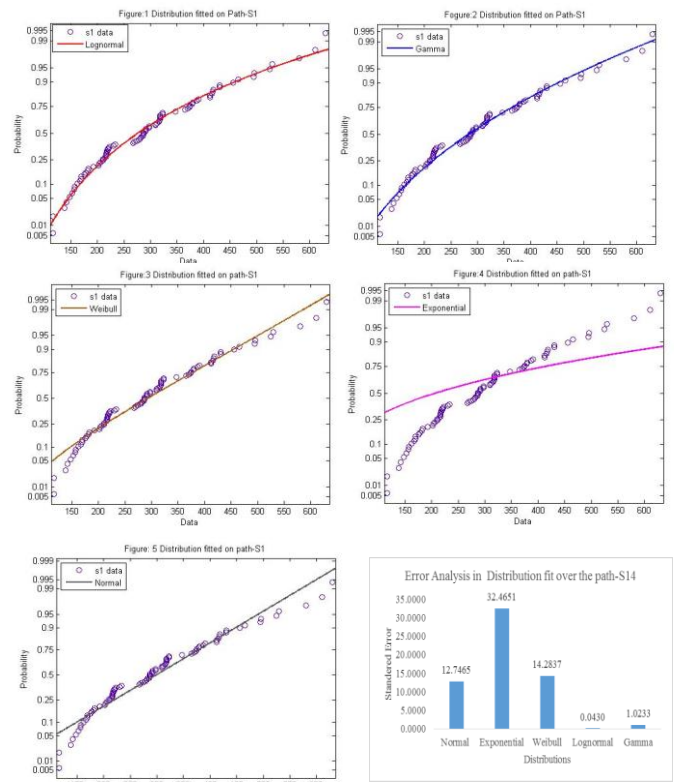 Figure:1 Distribution fitted on Path-S1
s1 data
Lognormal
Probability
0.995
0.99
0.95
0.9
0.75
0.5
0.25
0.1
0.05
0.01
0.005
150 200 250 300 350 400 450 500 550 600
Data
Figure:2 Distribution fitted on Path-S1
s1 data
Gamma
Probability
0.995
0.99
0.95
0.9
0.75
0.5
0.25
0.1
0.05
0.01
0.005
150 200 250 300 350 400 450 500 550 600
Data
Figure:3 Distribution fitted on path-S1
s1 data
Weibull
Probability
0.995
0.99
0.95
0.9
0.75
0.5
0.25
0.1
0.05
0.01
0.005
150 200 250 300 350 400 450 500 550 600
Data
Figure:4 Distribution fitted on path-S1
s1 data
Exponential
Probability
0.995
0.99
0.95
0.9
0.75
0.5
0.25
0.1
0.05
0.01
0.005
150 200 250 300 350 400 450 500 550 600
Data
Figure: 5 Distribution fitted on path-S1
s1 data
Normal
Probability
0.999
0.995
0.99
0.95
0.9
0.75
0.5
0.25
0.1
0.05
0.01
0.005
Error Analysis in Distribution fit over the path-S14
Standered Error
35.0000
30.0000
25.0000
20.0000
15.0000
10.0000
5.0000
0.0000
12.7465
32.4651
14.2837
0.0430
1.0233
Normal Exponential Weibull Lognormal Gamma
Distributions